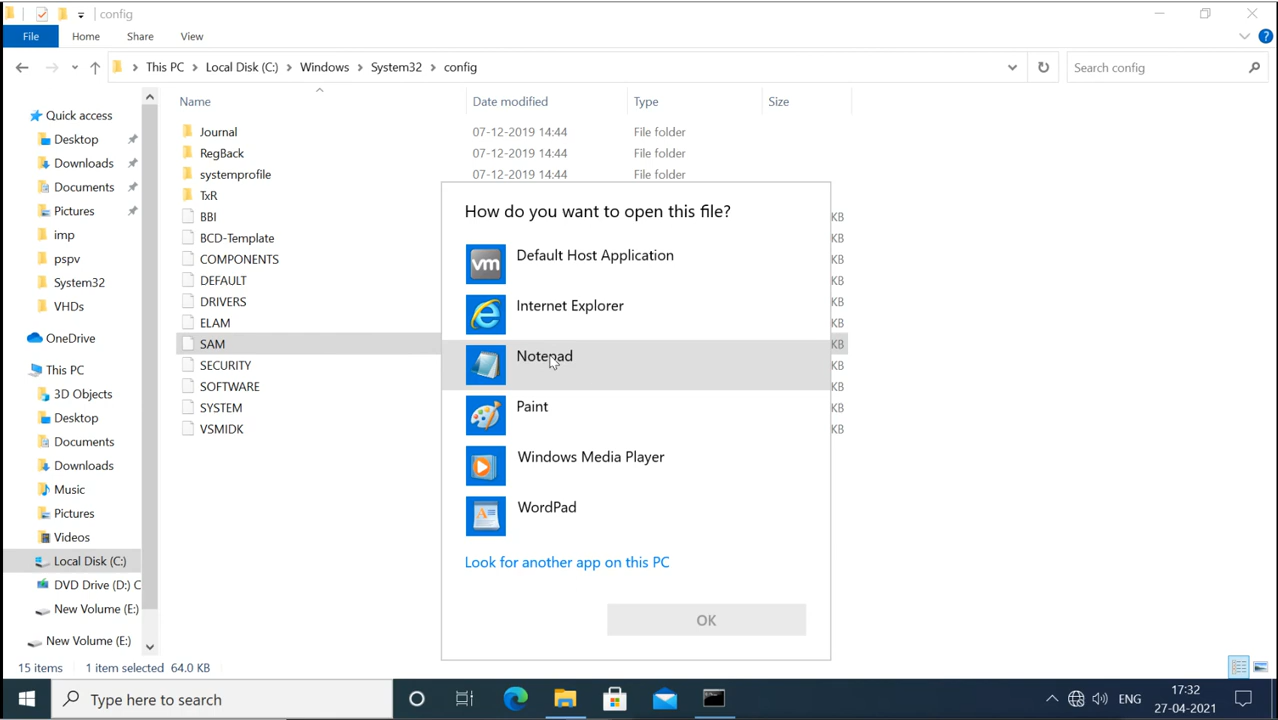 config
File Home Share View
This PC Local Disk (C:) Windows System32 config
Search config
Name Date modified Type Size
Quick access
Desktop
Downloads
Documents
Pictures
imp
pspv
System32
VHDs
OneDrive
This PC
3D Objects
Desktop
Documents
Downloads
Music
Pictures
Videos
Local Disk (C:)
DVD Drive (D:) C
New Volume (E:)
New Volume (E:)
Journal 07-12-2019 14:44 File folder
RegBack 07-12-2019 14:44 File folder
systemprofile 07-12-2019 14:44 File folder
TxR
BBI KB
BCD-Template KB
COMPONENTS KB
DEFAULT KB
DRIVERS KB
ELAM KB
SAM KB
SECURITY KB
SOFTWARE KB
SYSTEM KB
VSMIDK KB
How do you want to open this file?
vm Default Host Application
Internet Explorer
Notepad
Paint
Windows Media Player
WordPad
Look for another app on this PC
OK
15 items 1 item selected 64.0 KB
Type here to search
ENG
17:32
27-04-2021